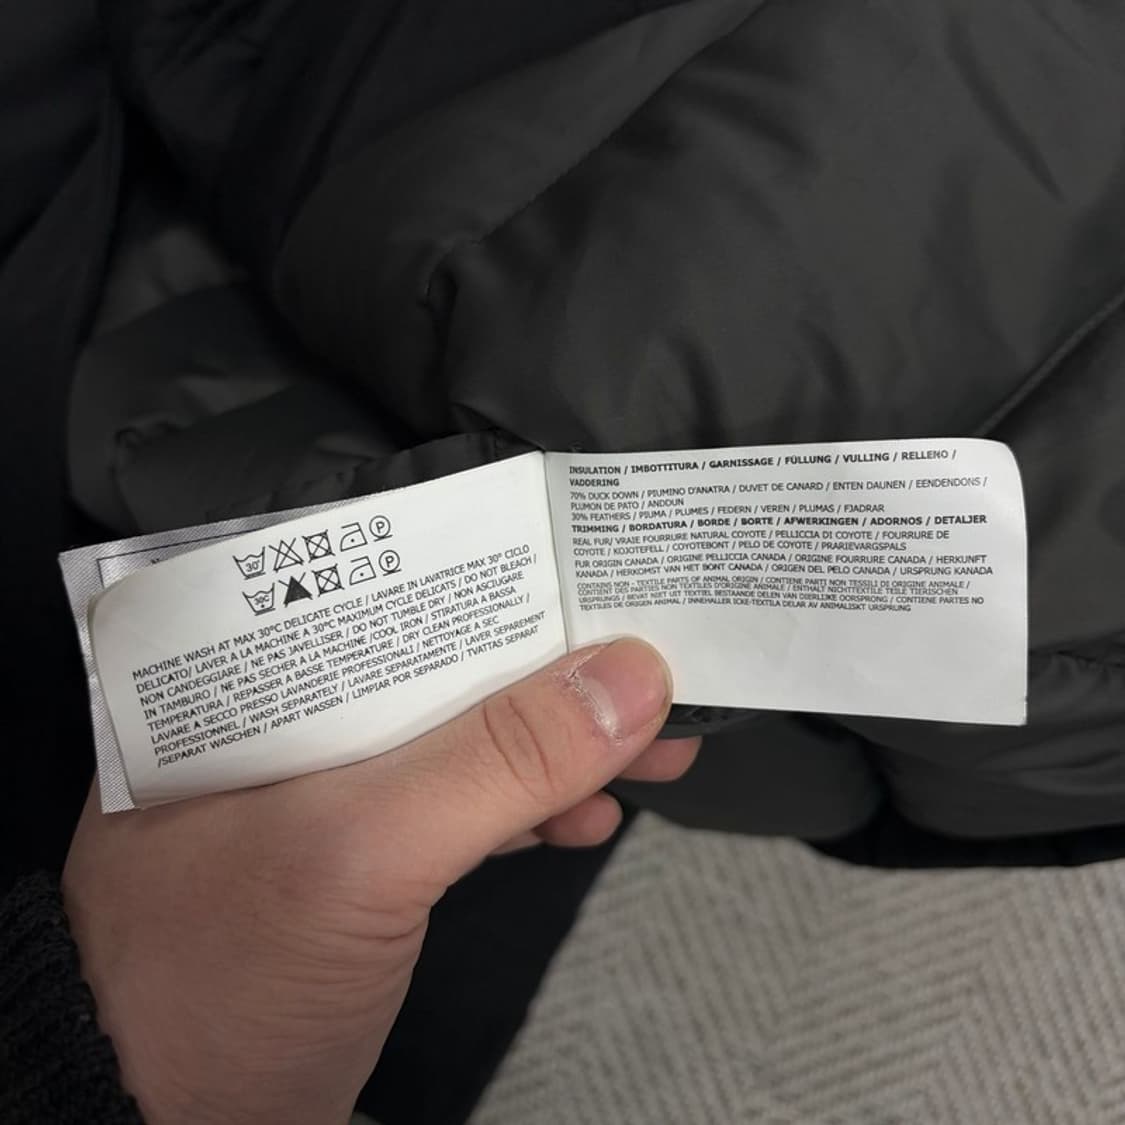 30°
P
30C
P
MACHINE WASH AT MAX 30°C DELICATE CYCLE / LAVARE IN LAVATRICE MAX 30° CICLO
DELICATO/ LAVER A LA MACHINE A 30°C MAXIMUM CYCLE DELICATS / DO NOT BLEACH /
NON CANDEGGIARE / NE PAS JAVELLISER / DO NOT TUMBLE DRY / NON ASCIUGARE
IN TAMBURO / NE PAS SECHER A LA MACHINE /COOL IRON / STIRATURA A BASSA
TEMPERATURA / REPASSER A BASSE TEMPERATURE / DRY CLEAN PROFESSIONALLY /
LAVARE A SECCO PRESSO LAVANDERIE PROFESSIONALI / NETTOYAGE A SEC
PROFESSIONNEL / WASH SEPARATELY / LAVARE SEPARATAMENTE / LAVER SEPAREMENT
/SEPARAT WASCHEN / APART WASSEN / LIMPIAR POR SEPARADO / TVATTAS SEPARAT
INSULATION / IMBOTTITURA / GARNISSAGE / FÜLLUNG / VULLING / RELLENO /
VADDERING
70% DUCK DOWN / PIUMINO D'ANATRA / DUVET DE CANARD / ENTEN DAUNEN / EENDENDONS /
PLUMON DE PATO / ANDDUN
30% FEATHERS / PIUMA / PLUMES / FEDERN / VEREN / PLUMAS / FJADRAR
TRIMMING / BORDATURA / BORDE / BORTE / AFWERKINGEN / ADORNOS / DETALJER
REAL FUR/ VRAIE FOURRURE NATURAL COYOTE / PELLICCIA DI COYOTE / FOURRURE DE
COYOTE / KOJOTEFELL / COYOTEBONT / PELO DE COYOTE / PRARIEVARGSPALS
FUR ORIGIN CANADA / ORIGINE PELLICCIA CANADA / ORIGINE FOURRURE CANADA / HERKUNFT
KANADA / HERKOMST VAN HET BONT CANADA / ORIGEN DEL PELO CANADA / URSPRUNG KANADA
CONTAINS NON - TEXTILE PARTS OF ANIMAL ORIGIN / CONTIENE PARTI NON TESSILI DI ORIGINE ANIMALE /
CONTIENT DES PARTIES NON TEXTILES D'ORIGINE ANIMALE / ENTHALT NICHTTEXTILE TEILE TIERISCHEN
URSPRUNGS / BEVAT NIET UIT TEXTIEL BESTAANDE DELEN VAN DIERLIJKE OORSPRONG / CONTIENE PARTES NO
TEXTILES DE ORIGEN ANIMAL / INNEHALLER ICKE-TEXTILA DELAR AV ANIMALISKT URSPRUNG